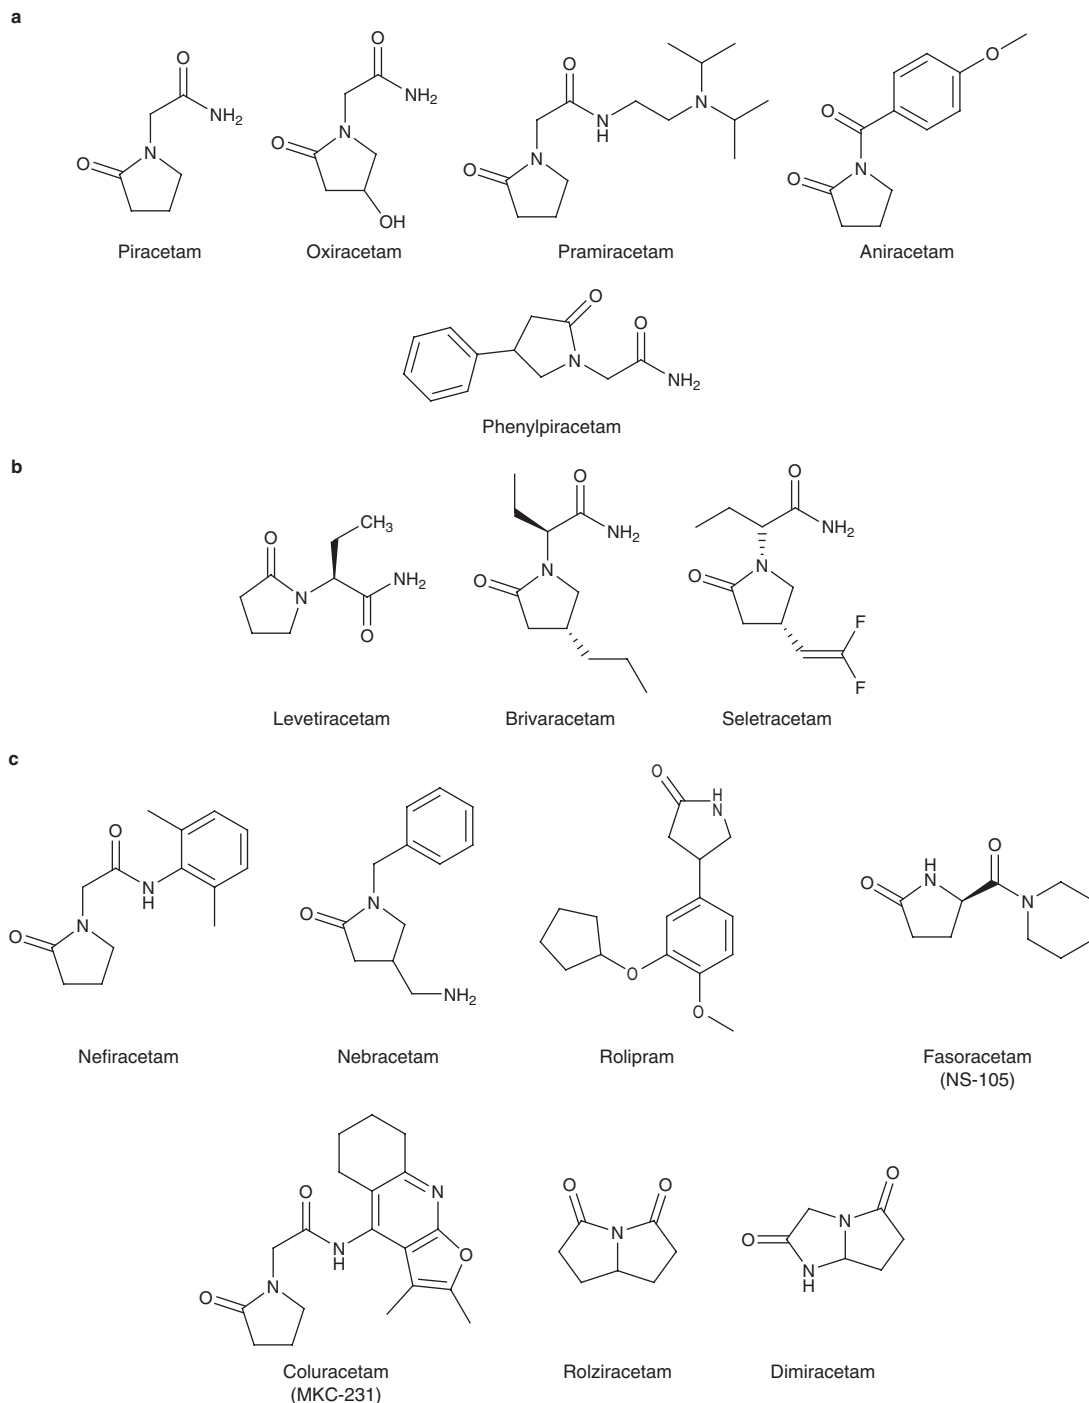 a
O
NH2
N
O
Piracetam
O
NH2
N
O
OH
Oxiracetam
O
N
H
N
N
O
Pramiracetam
O
O
N
O
Aniracetam
O
O
N
NH2
Phenylpiracetam
b
CH3
O
NH2
N
O
Levetiracetam
O
NH2
N
O
Brivaracetam
O
NH2
N
O
F
F
Seletracetam
c
O
N
H
N
O
Nefiracetam
N
O
NH2
Nebracetam
O
H
N
O
O
Rolipram
O
H
N
O
N
Fasoracetam
(NS-105)
O
N
N
H
O
N
O
Coluracetam
(MKC-231)
O
O
N
Rolziracetam
O
N
O
N
H
Dimiracetam